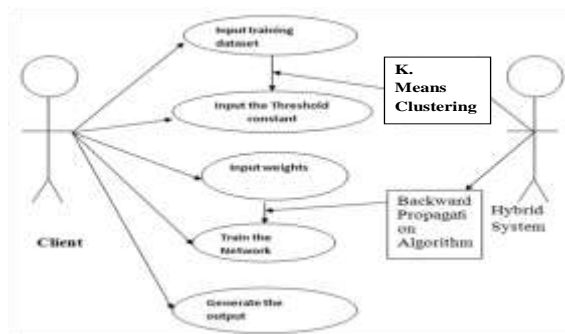 Input training
dataset
K.
Means
Clustering
Input the Threshold
constant
Input weights
Backward
Propagati
on
Algorithm
Hybrid
System
Client
Train the
Network
Generate the
output